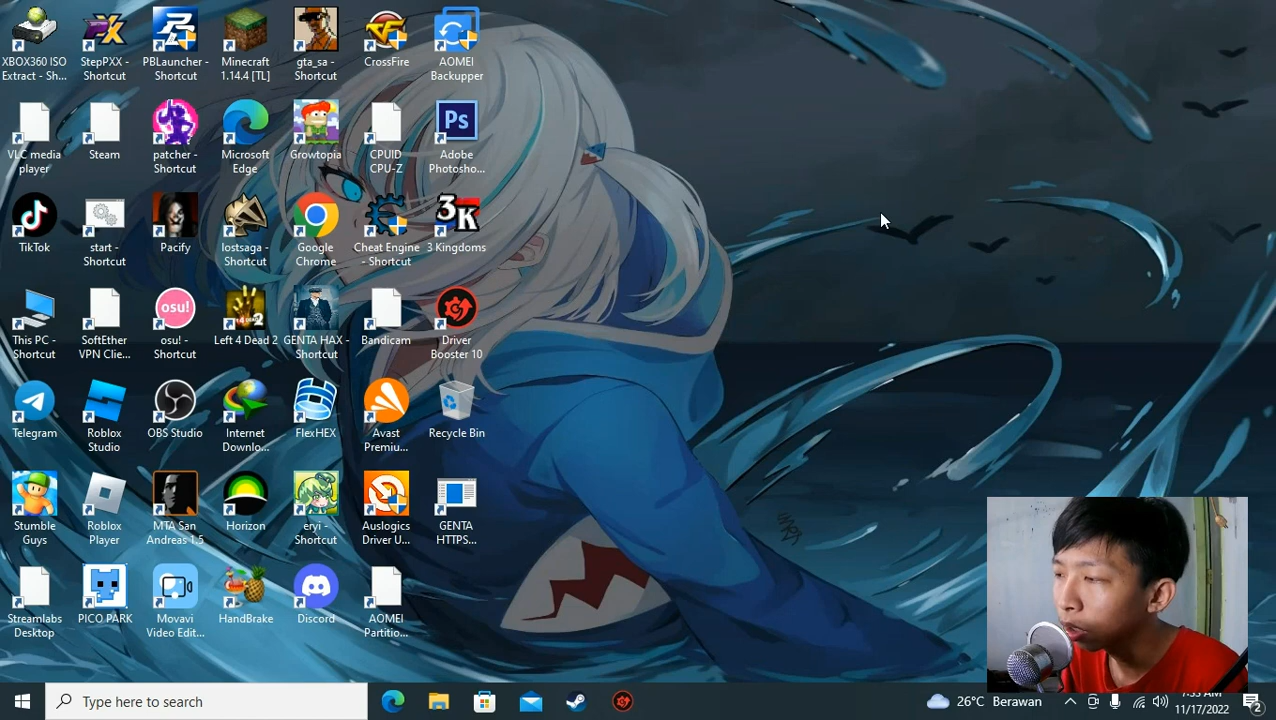 XBOX360 ISO
Extract - Sh...
StepPXX -
Shortcut
PBLauncher -
Shortcut
Minecraft
1.14.4 [TL]
gta_sa -
Shortcut
CrossFire
AOMEI
Backupper
VLC media
player
Steam
patcher -
Shortcut
Microsoft
Edge
Growtopia
CPUID
CPU-Z
Ps
Adobe
Photosho...
TikTok
start -
Shortcut
Pacify
lostsaga -
Shortcut
Google
Chrome
Cheat Engine
- Shortcut
3K
3 Kingdoms
This PC -
Shortcut
SoftEther
VPN Clie...
osu!
osu! -
Shortcut
2
Left 4 Dead 2
GENTA HAX -
Shortcut
Bandicam
Driver
Booster 10
Telegram
Roblox
Studio
OBS Studio
Internet
Downlo...
FlexHEX
Avast
Premiu...
Recycle Bin
Stumble
Guys
Roblox
Player
MTA San
Andreas 1.5
Horizon
eryi -
Shortcut
Auslogics
Driver U...
GENTA
HTTPS...
Streamlabs
Desktop
PICO PARK
Movavi
Video Edit...
HandBrake
Discord
AOMEI
Partitio...
Type here to search
26°C Berawan
11/17/2022
2